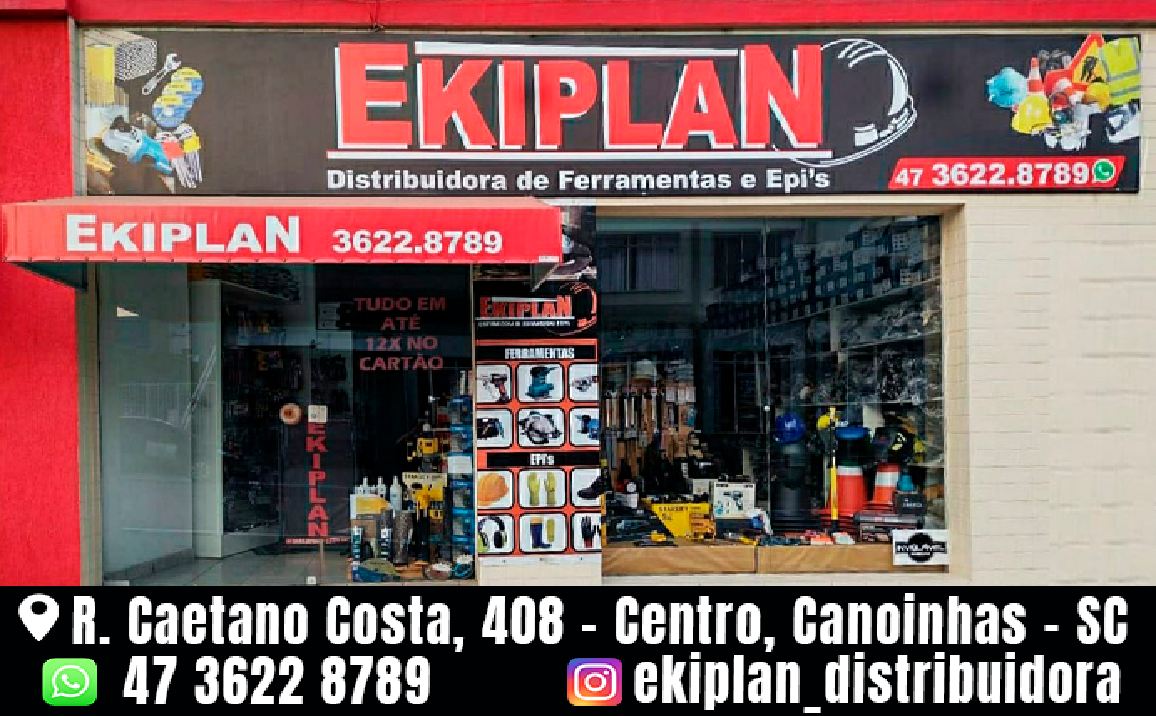 EKIPLAN
Distribuidora de Ferramentas e Epi's
47 3622.8789
EKIPLAN 3622.8789
TUDO EM
ATÉ
12X NO
CARTÃO
EKIPLAN
EKIPLAN
FERRAMENTAS
EPI's
INVIOLÁVEL
R. Caetano Costa, 408 - Centro, Canoinhas - SC
47 3622 8789
ekiplan_distribuidora